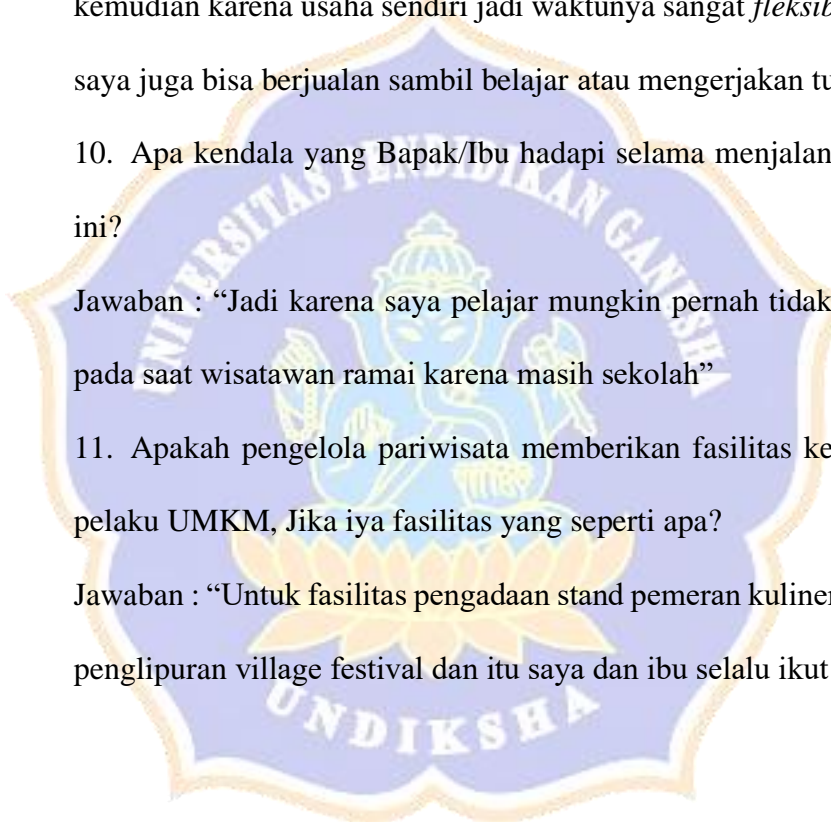 kemudian karena usaha sendiri jadi waktunya sangat fleksib
saya juga bisa berjualan sambil belajar atau mengerjakan tu
10. Apa kendala yang Bapak/Ibu hadapi selama menjalan
ini?
Jawaban : “Jadi karena saya pelajar mungkin pernah tidak
pada saat wisatawan ramai karena masih sekolah”
11. Apakah pengelola pariwisata memberikan fasilitas ke
pelaku UMKM, Jika iya fasilitas yang seperti apa?
Jawaban : “Untuk fasilitas pengadaan stand pemeran kuliner
penglipuran village festival dan itu saya dan ibu selalu ikut
UNIVERSITAS PENDIDIKAN GANESHA
UNDIKSHA